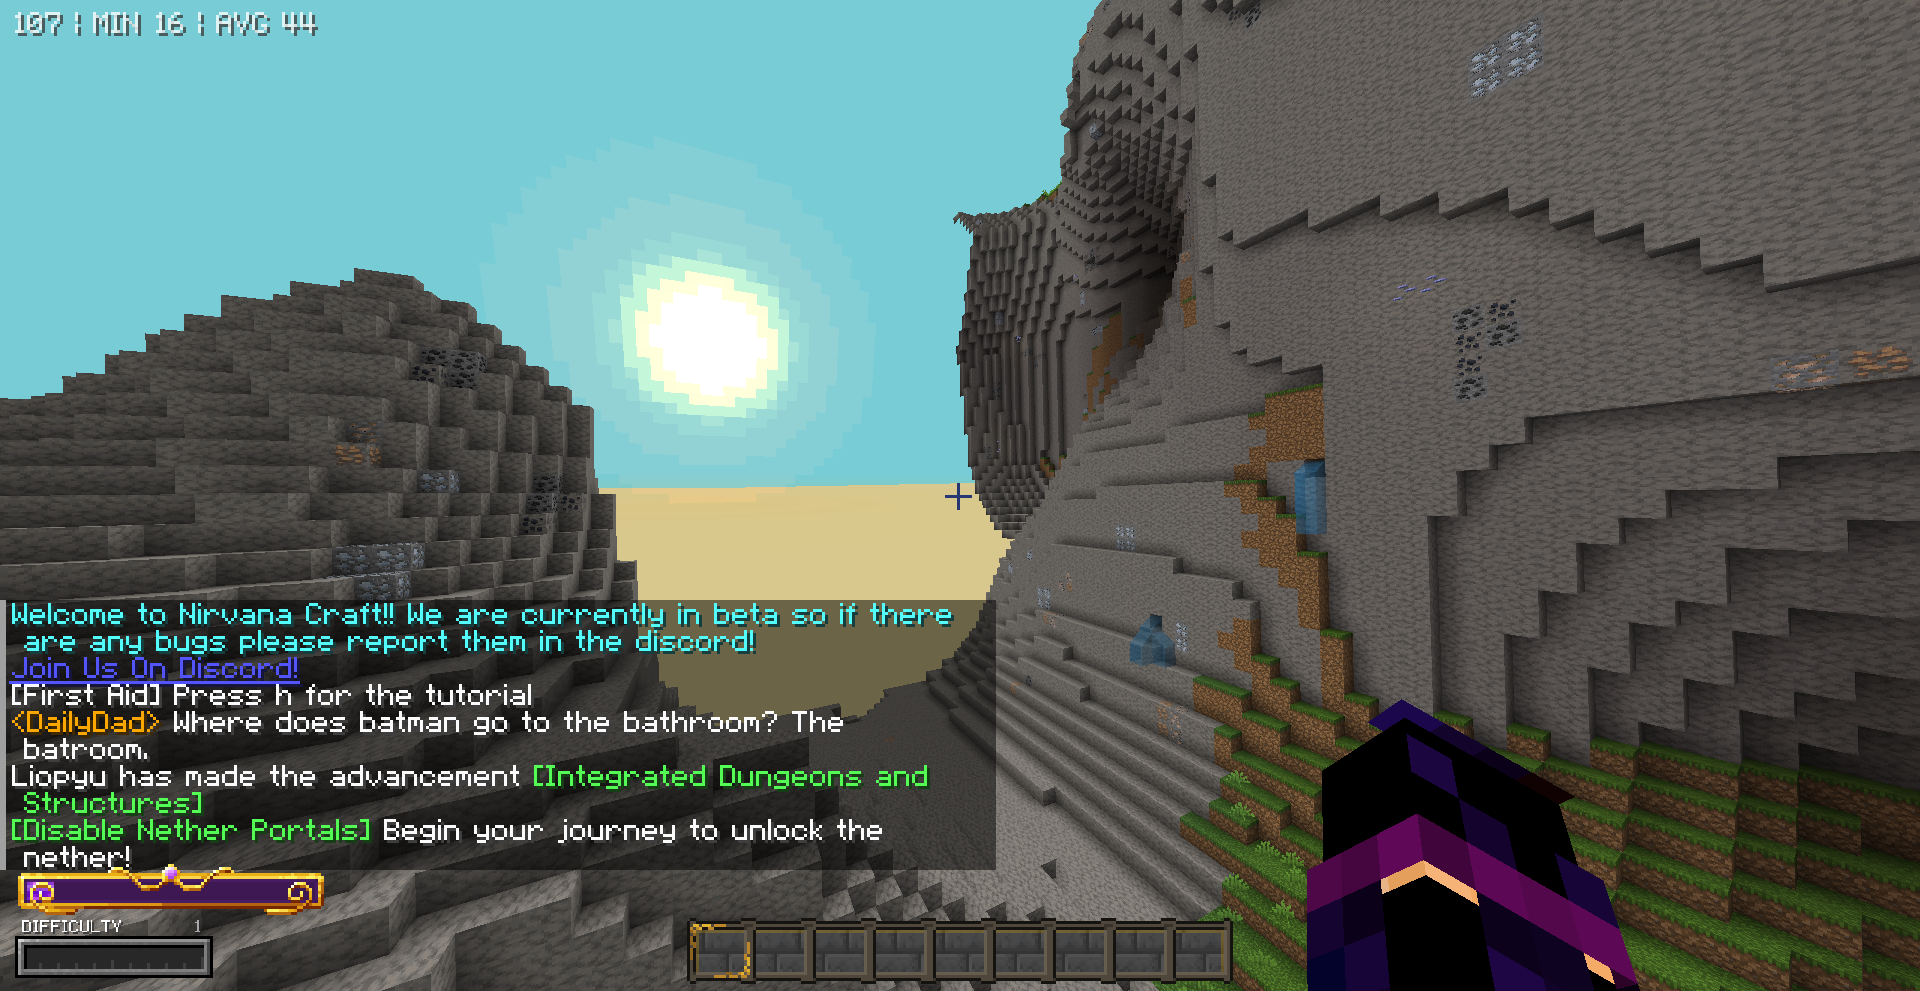 107 | MIN 16 | AVG 44
Welcome to Nirvana Craft!! We are currently in beta so if there
are any bugs please report them in the discord!
Join Us On Discord!
[First Aid] Press h for the tutorial
<DailyDad> Where does batman go to the bathroom? The
batroom.
Liopyu has made the advancement [Integrated Dungeons and
Structures]
[Disable Nether Portals] Begin your journey to unlock the
nether!
DIFFICULTY 1